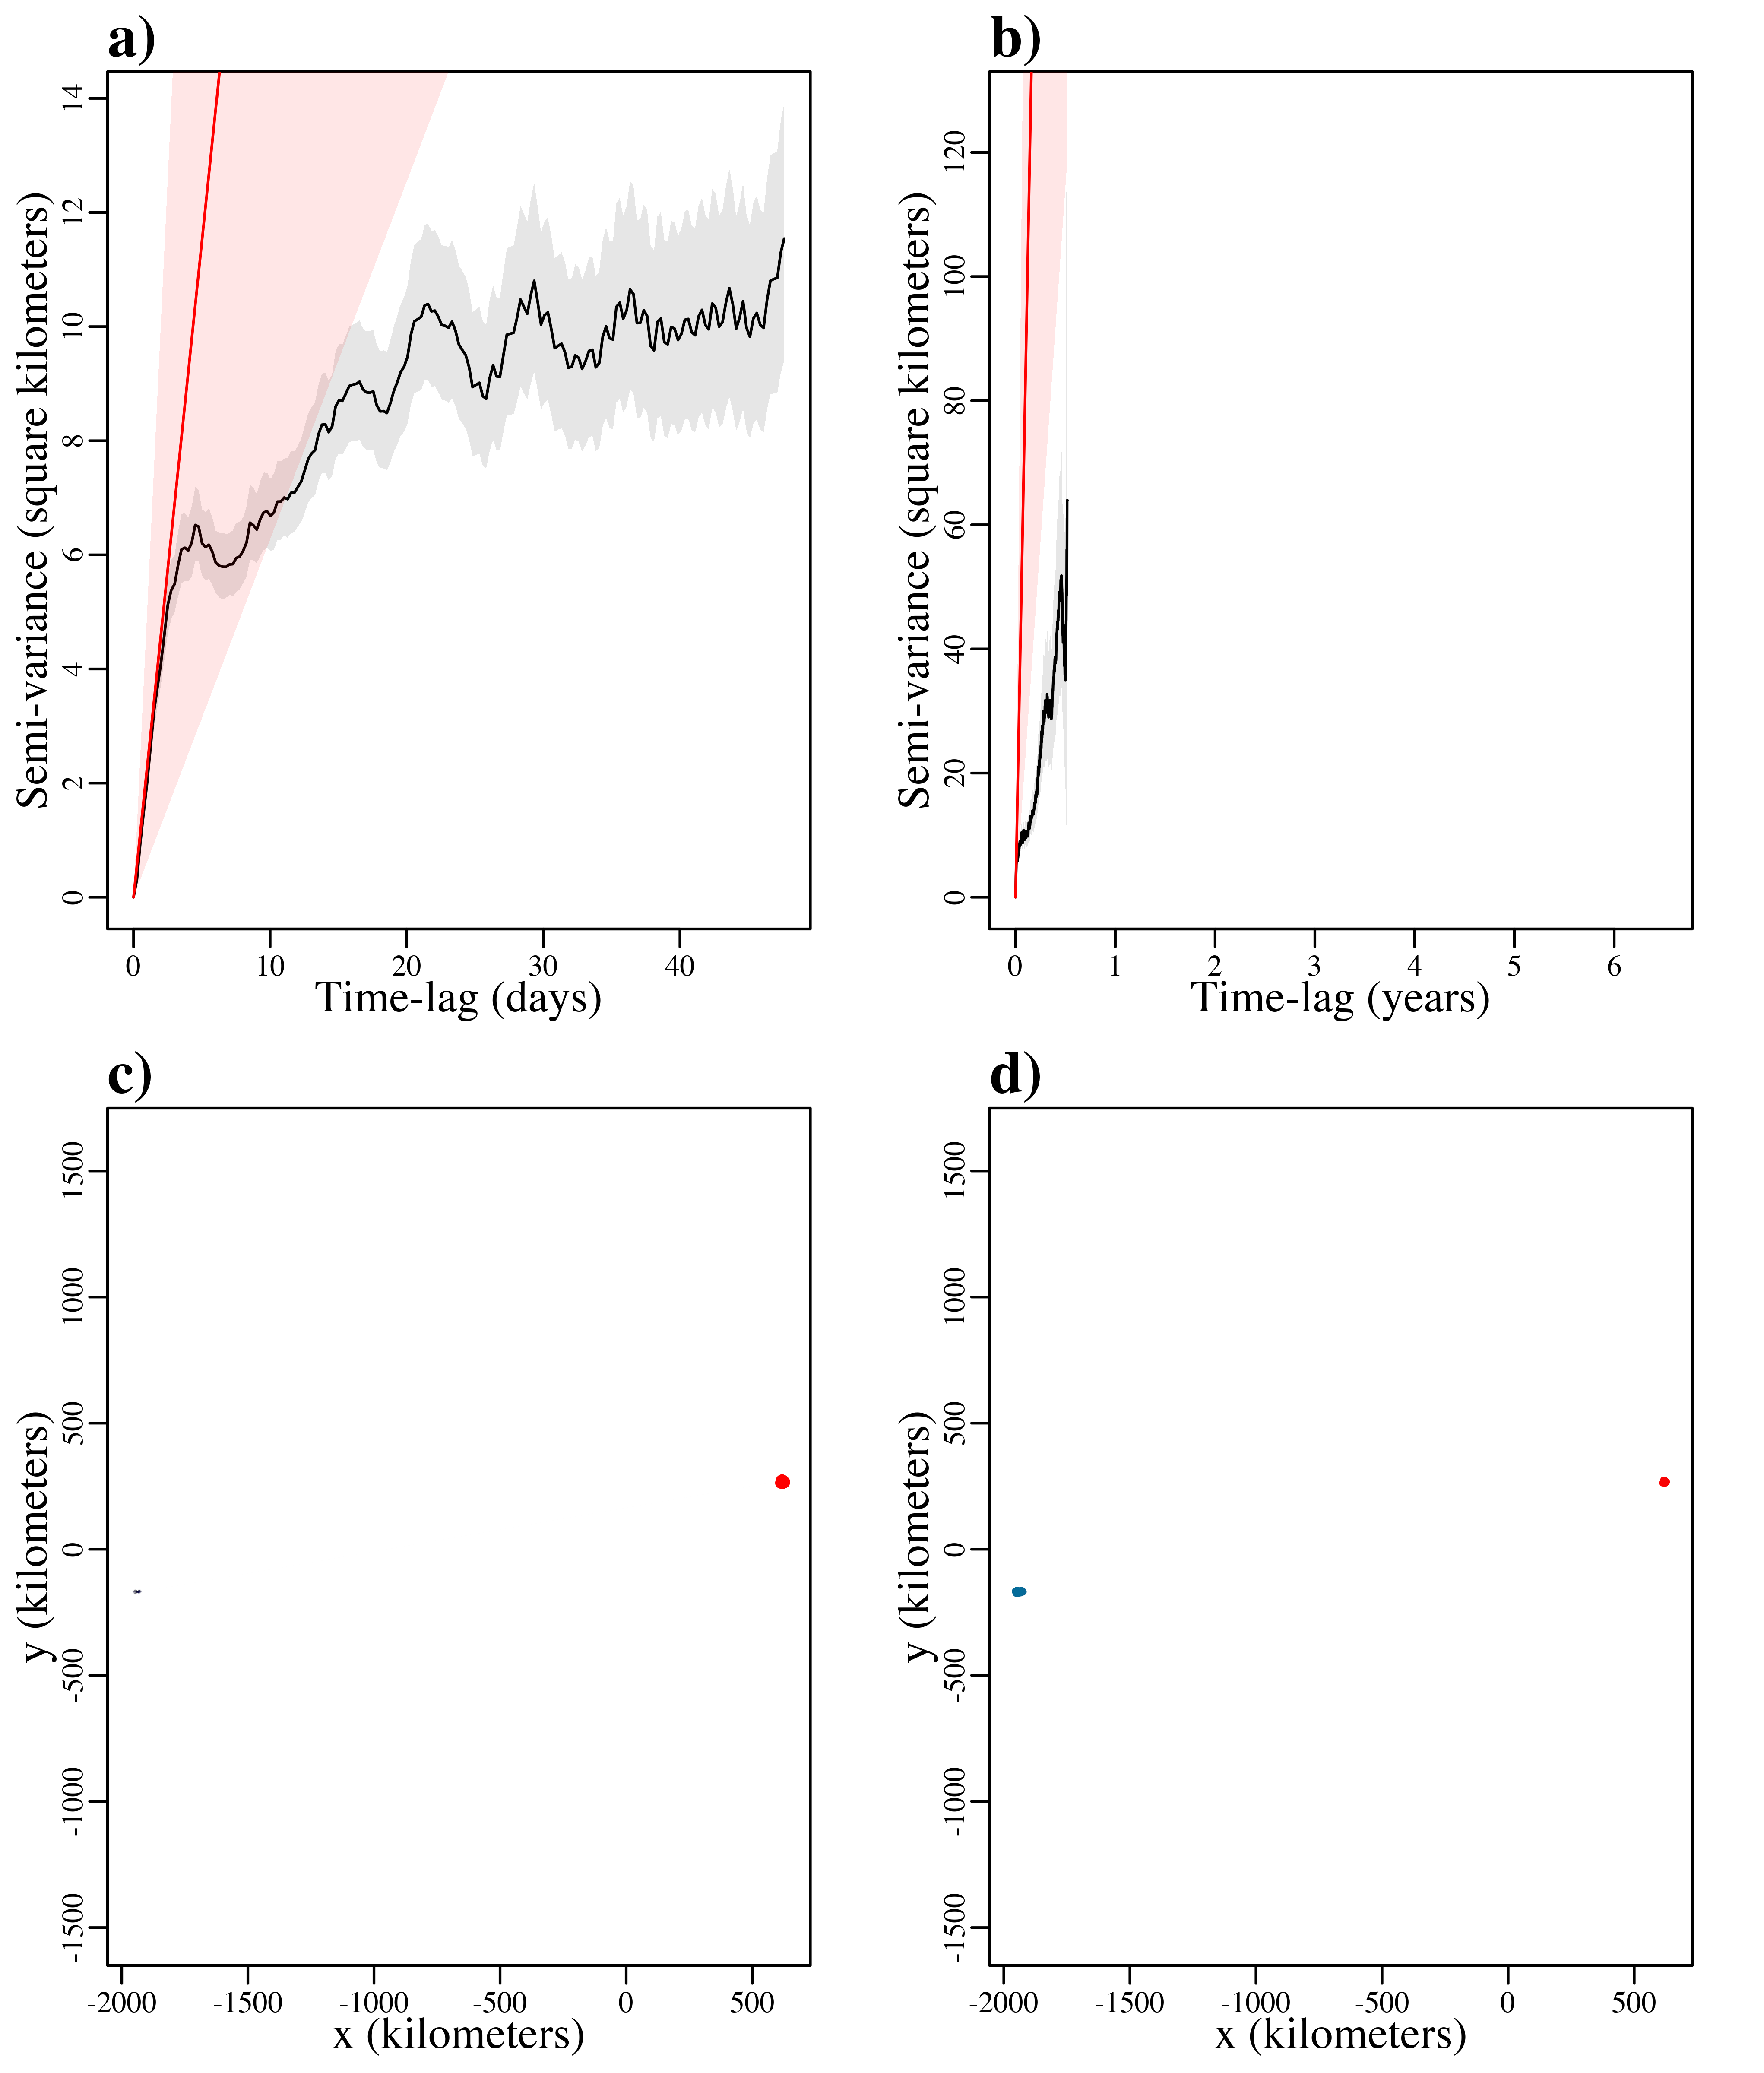 a)
Semi-variance (square kilometers)
0 2 4 6 8 10 12 14
0 10 20 30 40
Time-lag (days)
b)
Semi-variance (square kilometers)
0 20 40 60 80 100 120
0 1 2 3 4 5 6
Time-lag (years)
c)
y (kilometers)
-1500 -1000 -500 0 500 1000 1500
-2000 -1500 -1000 -500 0 500
x (kilometers)
d)
y (kilometers)
-1500 -1000 -500 0 500 1000 1500
-2000 -1500 -1000 -500 0 500
x (kilometers)